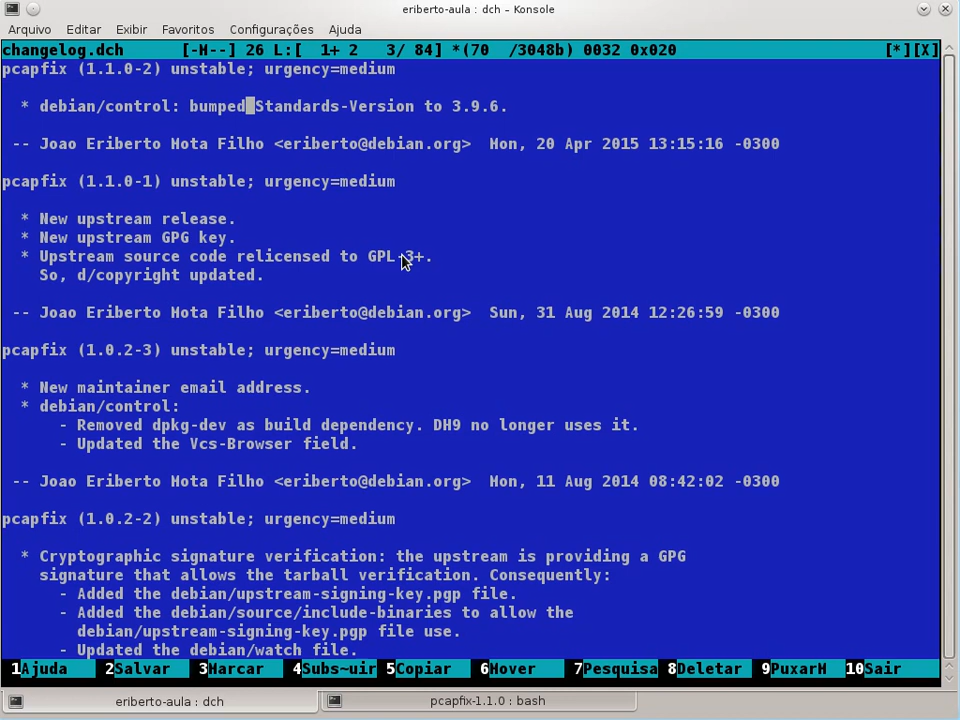 eriberto-aula : dch – Konsole
Arquivo Editar Exibir Favoritos Configurações Ajuda
changelog.dch [-H--] 26 L:[ 1+ 2 3/ 84] *(70 /3048b) 0032 0x020 [*][X]
pcapfix (1.1.0-2) unstable; urgency=medium
* debian/control: bumped Standards-Version to 3.9.6.
-- Joao Eriberto Mota Filho <eriberto@debian.org> Mon, 20 Apr 2015 13:15:16 -0300
pcapfix (1.1.0-1) unstable; urgency=medium
* New upstream release.
* New upstream GPG key.
* Upstream source code relicensed to GPL-3+.
So, d/copyright updated.
-- Joao Eriberto Mota Filho <eriberto@debian.org> Sun, 31 Aug 2014 12:26:59 -0300
pcapfix (1.0.2-3) unstable; urgency=medium
* New maintainer email address.
* debian/control:
- Removed dpkg-dev as build dependency. DH9 no longer uses it.
- Updated the Vcs-Browser field.
-- Joao Eriberto Mota Filho <eriberto@debian.org> Mon, 11 Aug 2014 08:42:02 -0300
pcapfix (1.0.2-2) unstable; urgency=medium
* Cryptographic signature verification: the upstream is providing a GPG
signature that allows the tarball verification. Consequently:
- Added the debian/upstream-signing-key.pgp file.
- Added the debian/source/include-binaries to allow the
debian/upstream-signing-key.pgp file use.
- Updated the debian/watch file.
1Ajuda 2Salvar 3Marcar 4Subs~uir 5Copiar 6Mover 7Pesquisa 8Deletar 9PuxarM 10Sair
eriberto-aula : dch pcapfix-1.1.0 : bash